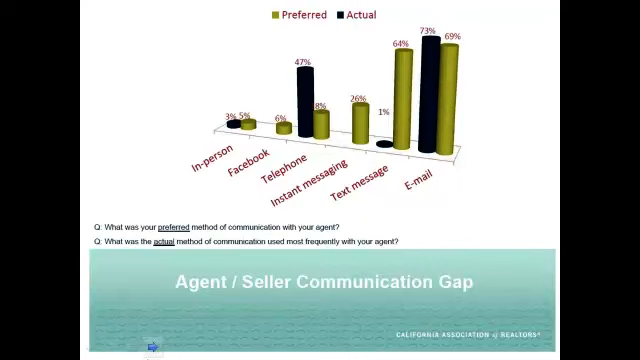 Preferred Actual
3% 5%
6%
47%
8%
26%
1%
64%
73%
69%
In-person
Facebook
Telephone
Instant messaging
Text message
E-mail
Q: What was your preferred method of communication with your agent?
Q: What was the actual method of communication used most frequently with your agent?
Agent / Seller Communication Gap
CALIFORNIA ASSOCIATION of REALTORS®